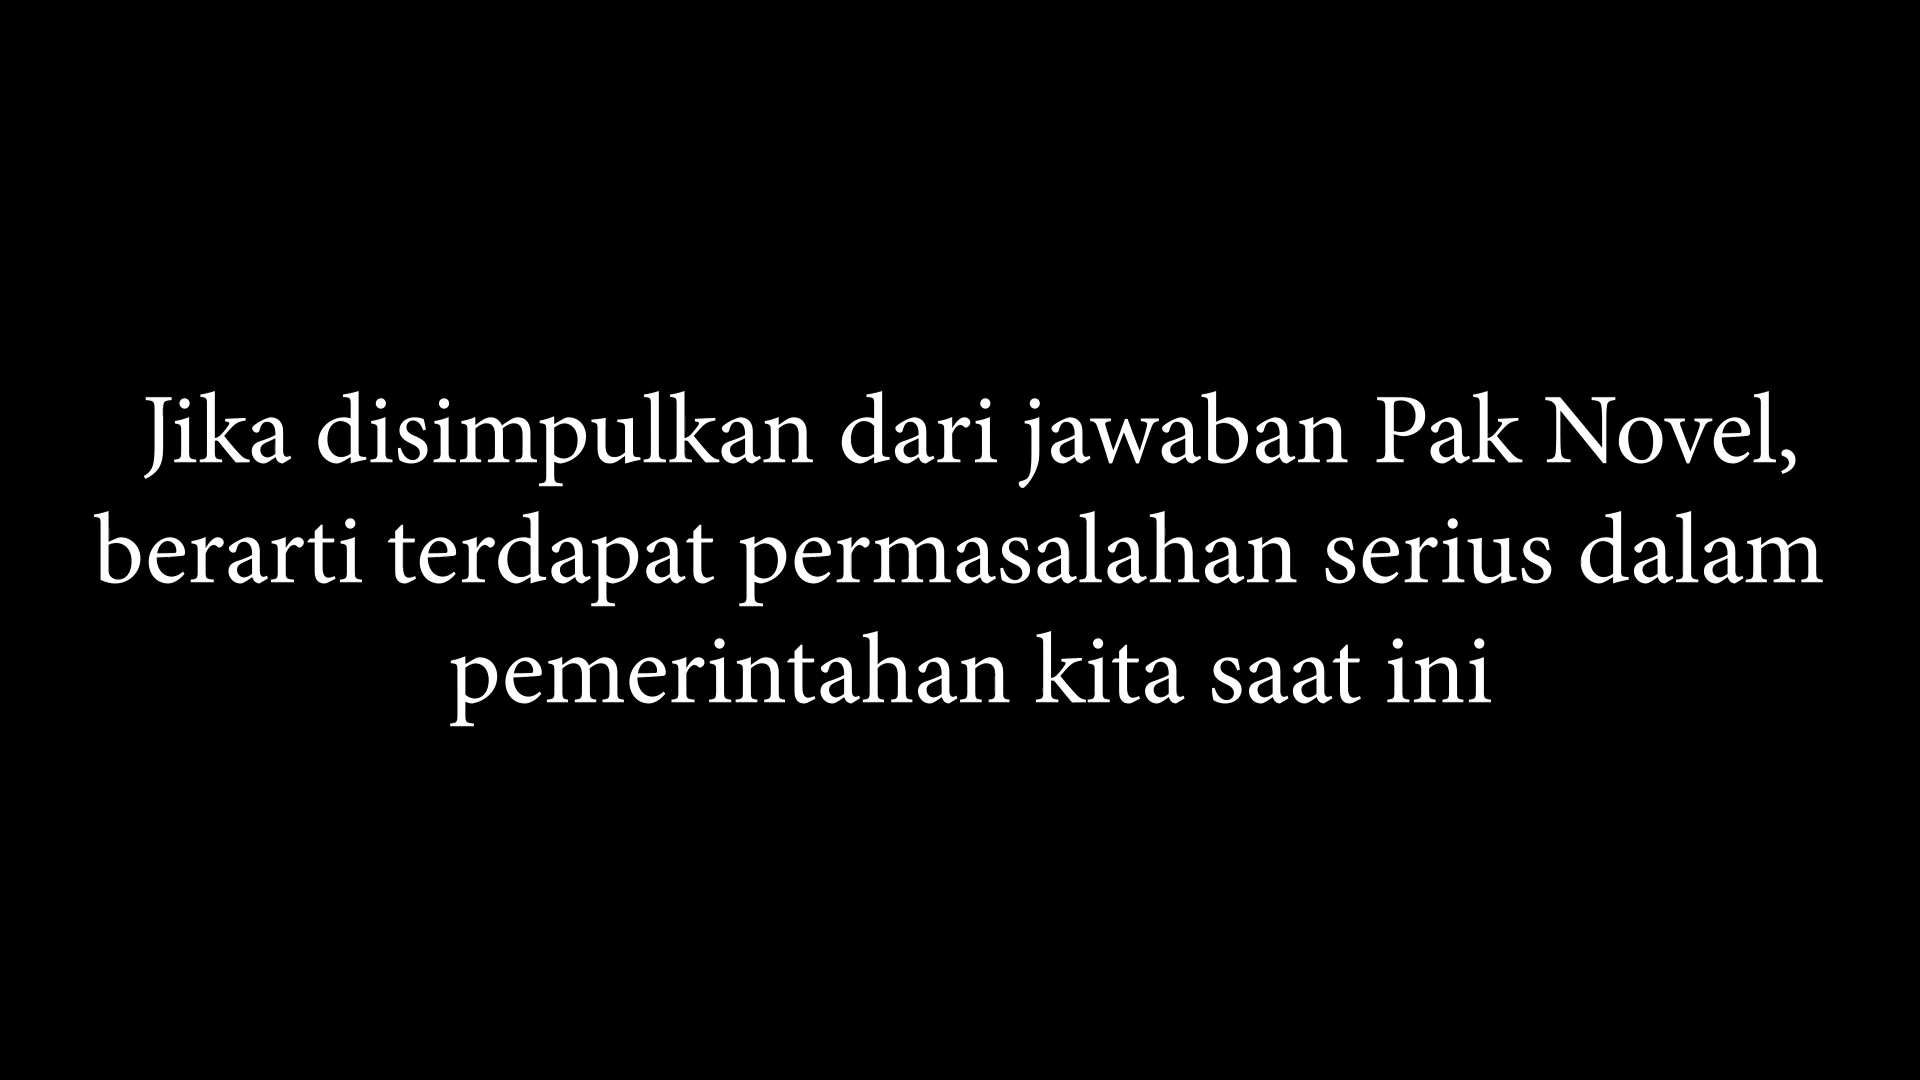 Jika disimpulkan dari jawaban Pak Novel,
berarti terdapat permasalahan serius dalam
pemerintahan kita saat ini